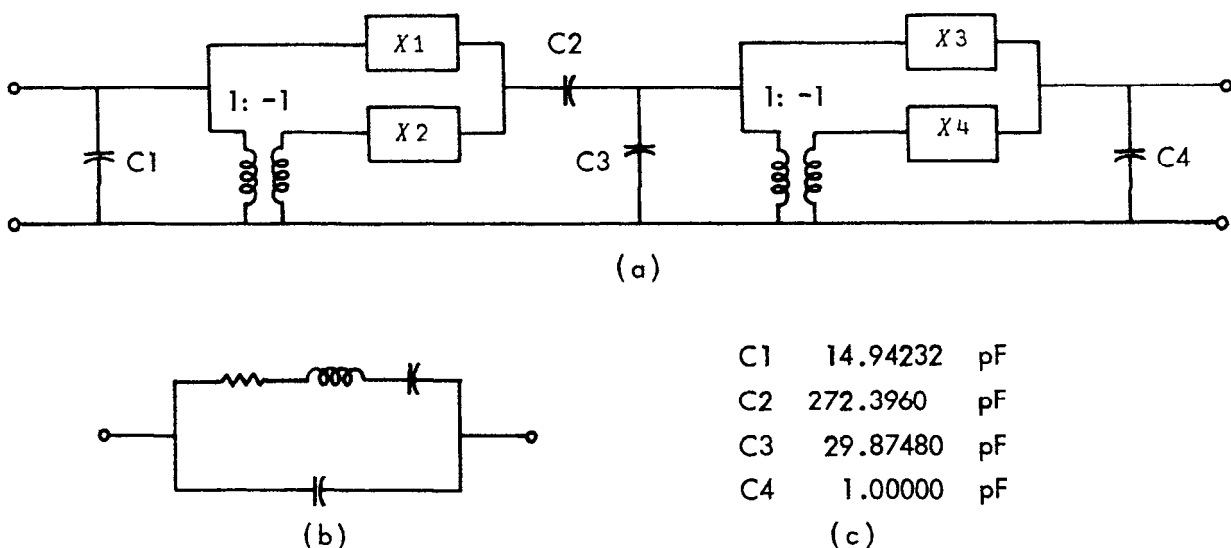 X1
C2
X3
1: -1
1: -1
X2
X4
C1
C3
C4
(a)
C1 14.94232 pF
C2 272.3960 pF
C3 29.87480 pF
C4 1.00000 pF
(b)
(c)